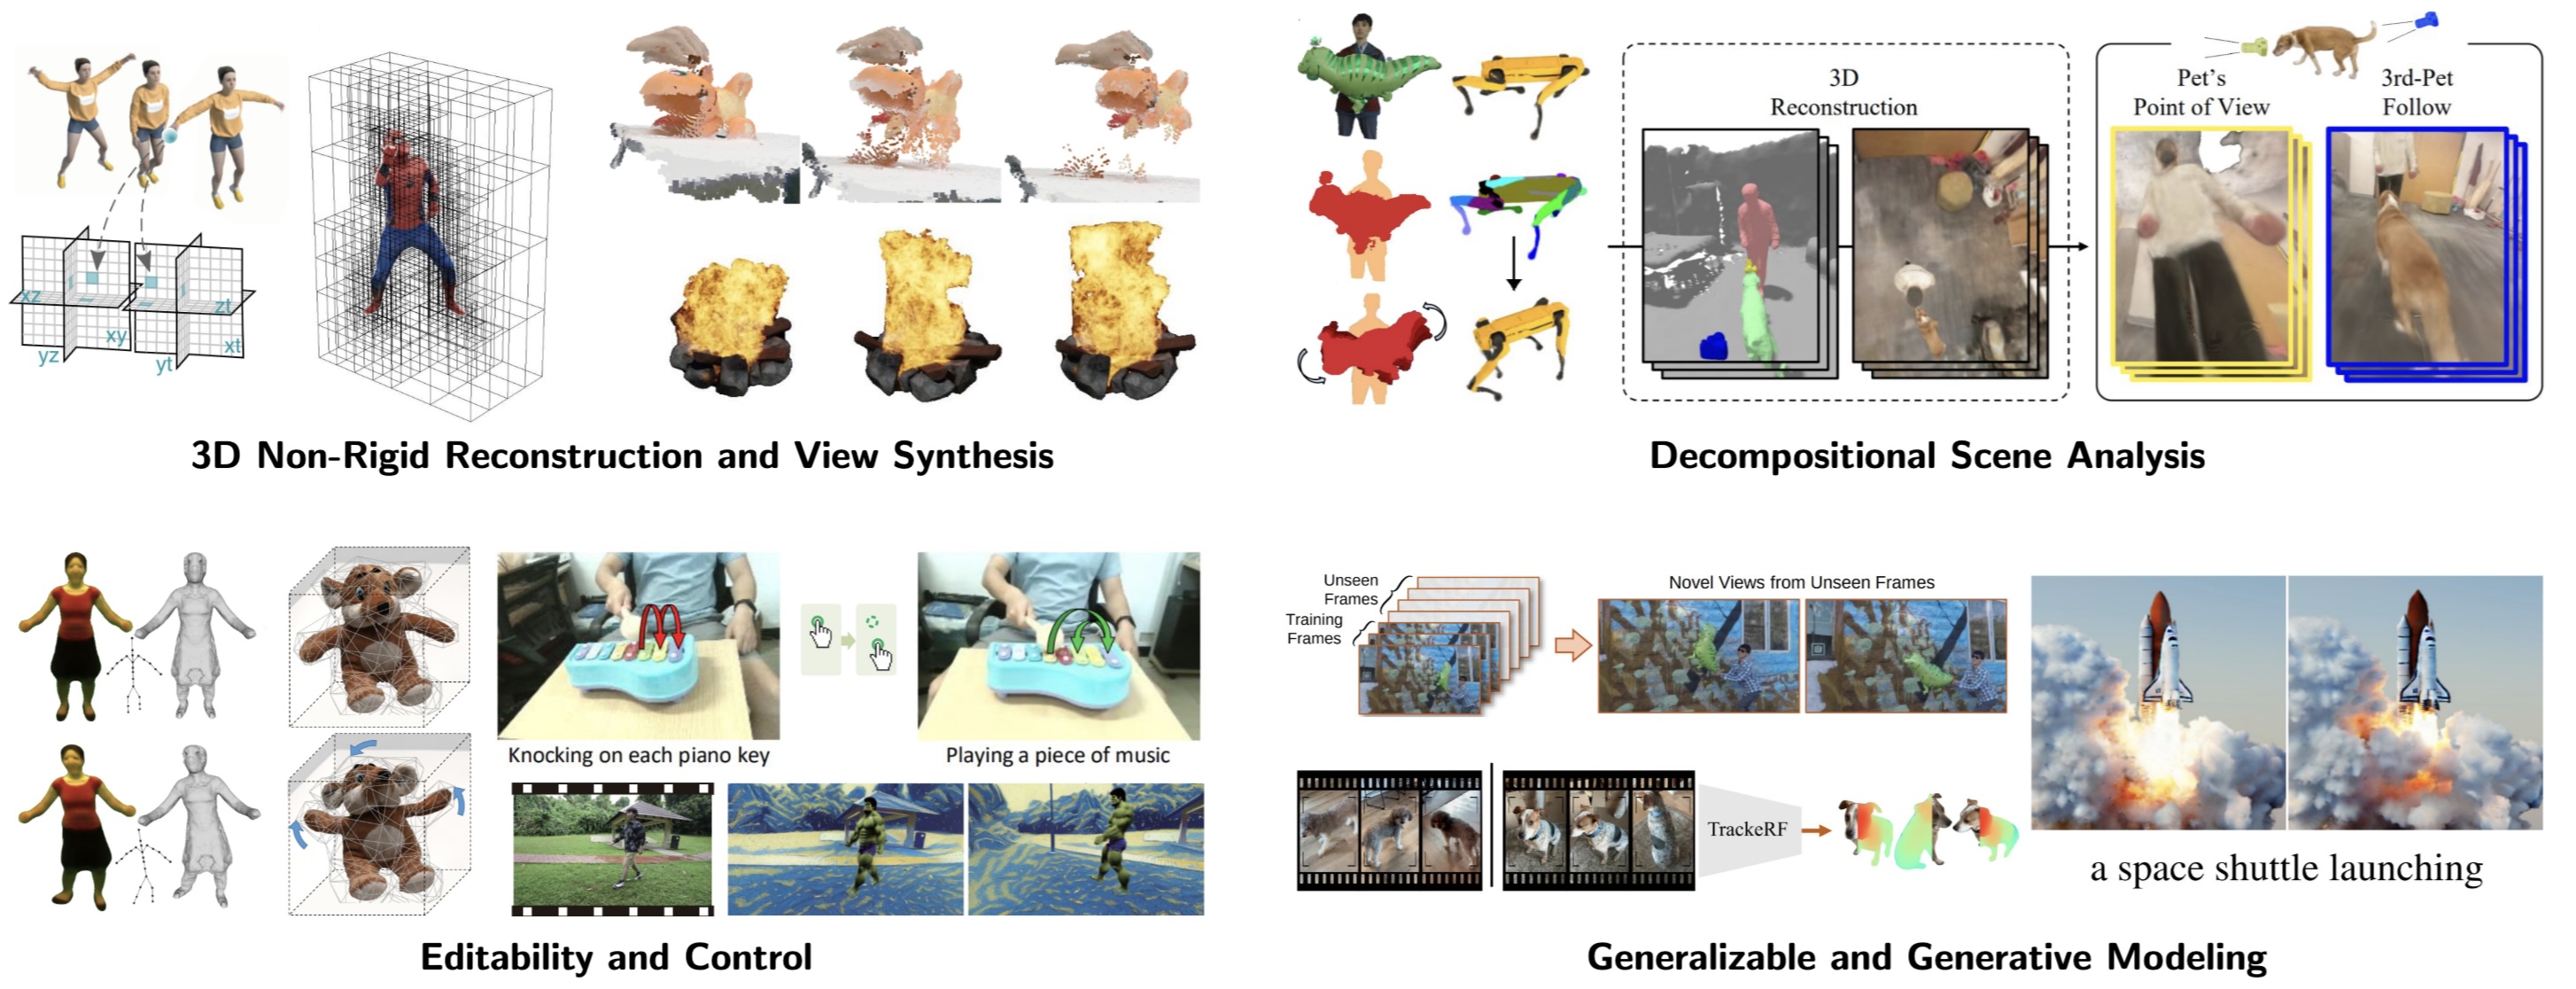 xz
yz
xy
yt
zt
xt
3D Non-Rigid Reconstruction and View Synthesis
3D
Reconstruction
Pet's
Point of View
3rd-Pet
Follow
Decompositional Scene Analysis
Knocking on each piano key
Playing a piece of music
Editability and Control
Unseen
Frames
Training
Frames
Novel Views from Unseen Frames
TrackeRF
a space shuttle launching
Generalizable and Generative Modeling